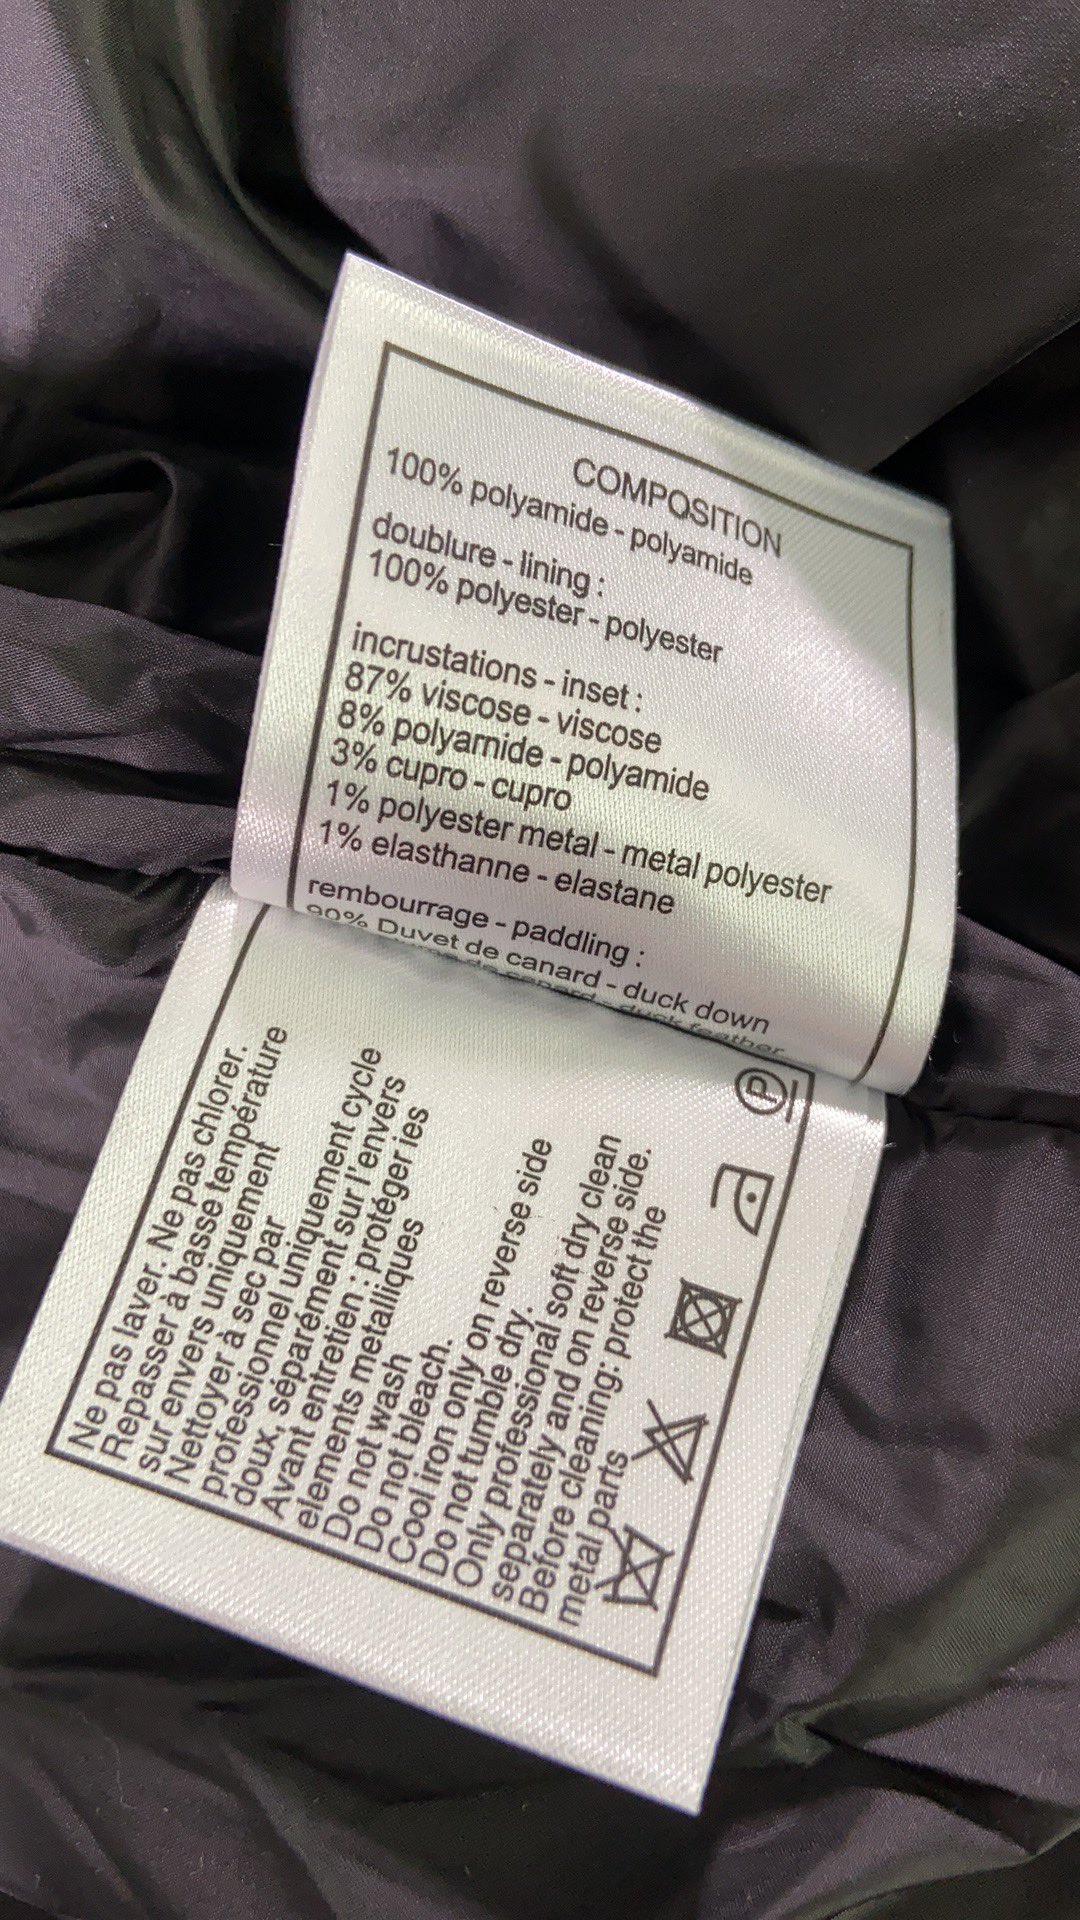 COMPOSITION
100% polyamide - polyamide
doublure - lining :
100% polyester - polyester
incrustations - inset :
87% viscose - viscose
8% polyamide - polyamide
3% cupro - cupro
1% polyester metal - metal polyester
1% elasthanne - elastane
rembourrage - paddling :
90% Duvet de canard - duck down
de canard - duck feather
Ne pas laver. Ne pas chlorer.
Repasser à basse température
sur envers uniquement
Nettoyer à sec par
professionnel uniquement cycle
doux, séparément sur l'envers
Avant entretien : protéger les
elements metalliques
Do not wash
Do not bleach.
Cool iron only on reverse side
Do not tumble dry.
Only professional soft dry clean
separately and on reverse side.
Before cleaning: protect the
metal parts
P